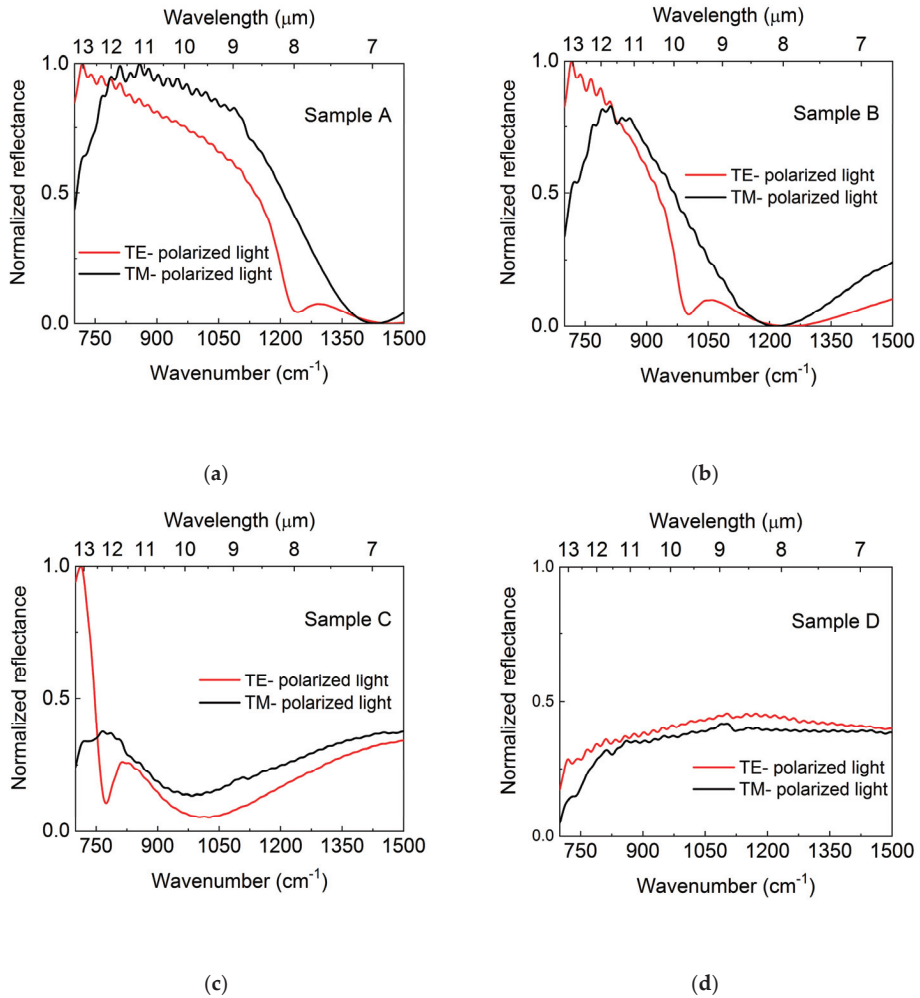 Wavelength (μm)
13 12 11 10 9 8 7
1.0
0.5
0.0
Normalized reflectance
Sample A
TE- polarized light
TM- polarized light
750 900 1050 1200 1350 1500
Wavenumber (cm⁻¹)
(a)
Wavelength (μm)
13 12 11 10 9 8 7
1.0
0.5
0.0
Normalized reflectance
Sample B
TE- polarized light
TM- polarized light
750 900 1050 1200 1350 1500
Wavenumber (cm⁻¹)
(b)
Wavelength (μm)
13 12 11 10 9 8 7
1.0
0.5
0.0
Normalized reflectance
Sample C
TE- polarized light
TM- polarized light
750 900 1050 1200 1350 1500
Wavenumber (cm⁻¹)
(c)
Wavelength (μm)
13 12 11 10 9 8 7
1.0
0.5
0.0
Normalized reflectance
Sample D
TE- polarized light
TM- polarized light
750 900 1050 1200 1350 1500
Wavenumber (cm⁻¹)
(d)